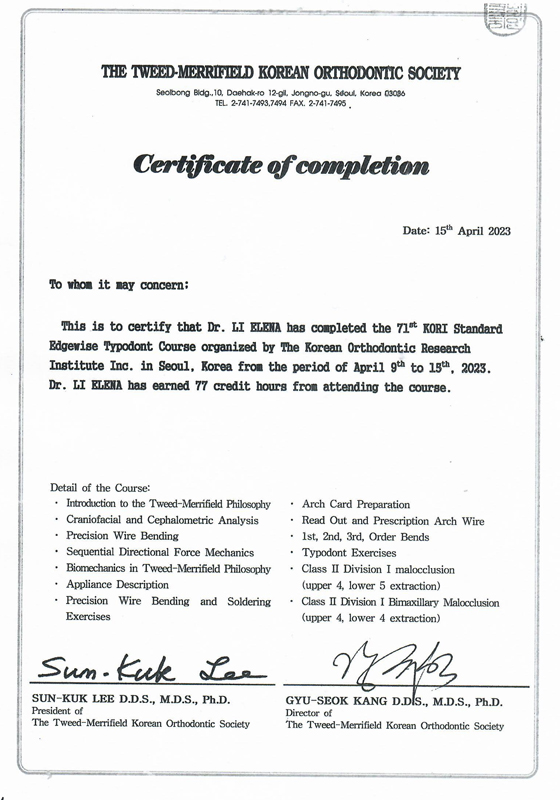 THE TWEED-MERRIFIELD KOREAN ORTHODONTIC SOCIETY
Seolbong Bldg.,10, Daehak-ro 12-gil, Jongno-gu, Seoul, Korea 03086
TEL. 2-741-7493,7494 FAX. 2-741-7495
Certificate of completion
Date: 15th April 2023
To whom it may concern;
This is to certify that Dr. LI ELENA has completed the 71st KORI Standard
Edgewise Typodont Course organized by The Korean Orthodontic Research
Institute Inc. in Seoul, Korea from the period of April 9th to 15th, 2023.
Dr. LI ELENA has earned 77 credit hours from attending the course.
Detail of the Course:
· Introduction to the Tweed-Merrifield Philosophy
· Craniofacial and Cephalometric Analysis
· Precision Wire Bending
· Sequential Directional Force Mechanics
· Biomechanics in Tweed-Merrifield Philosophy
· Appliance Description
· Precision Wire Bending and Soldering
Exercises
· Arch Card Preparation
· Read Out and Prescription Arch Wire
· 1st, 2nd, 3rd, Order Bends
· Typodont Exercises
· Class II Division I malocclusion
(upper 4, lower 5 extraction)
· Class II Division I Bimaxillary Malocclusion
(upper 4, lower 4 extraction)
Sun-Kuk Lee
SUN-KUK LEE D.D.S., M.D.S., Ph.D.
President of
The Tweed-Merrifield Korean Orthodontic Society
GYU-SEOK KANG D.D.S., M.D.S., Ph.D.
Director of
The Tweed-Merrifield Korean Orthodontic Society